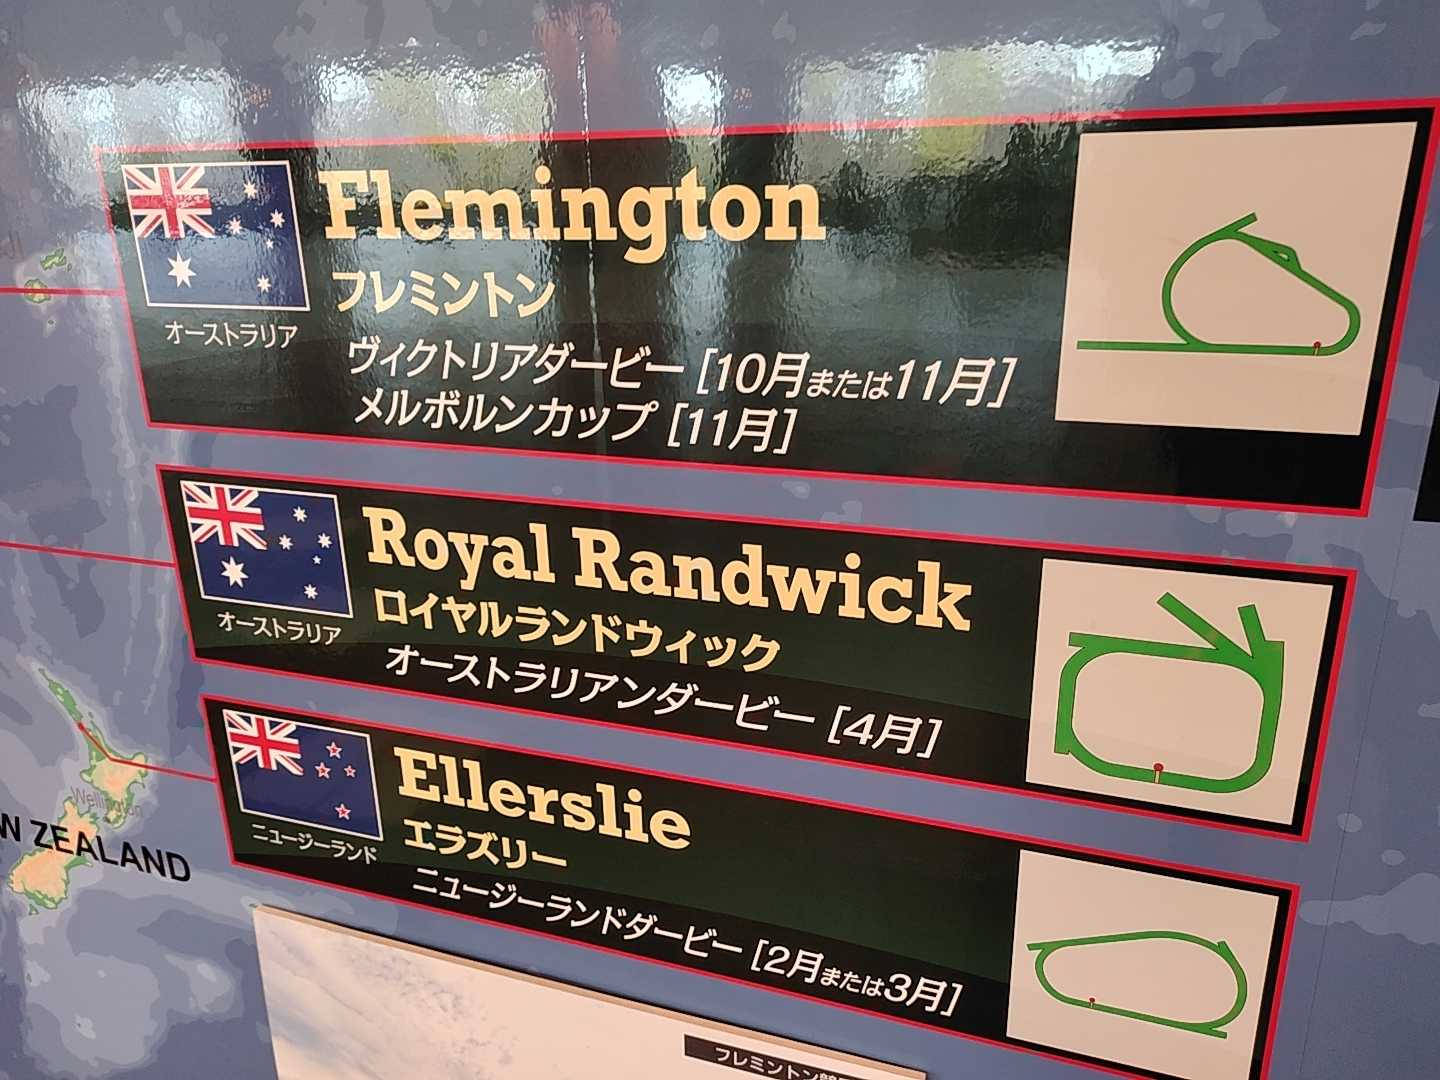 Flemington
フレミントン
オーストラリア
ヴィクトリアダービー [10月または11月]
メルボルンカップ [11月]
Royal Randwick
ロイヤルランドウィック
オーストラリア
オーストラリアンダービー [4月]
Ellerslie
エラズリー
ニュージーランド
ニュージーランドダービー [2月または3月]
Wellington
W ZEALAND
フレミントン